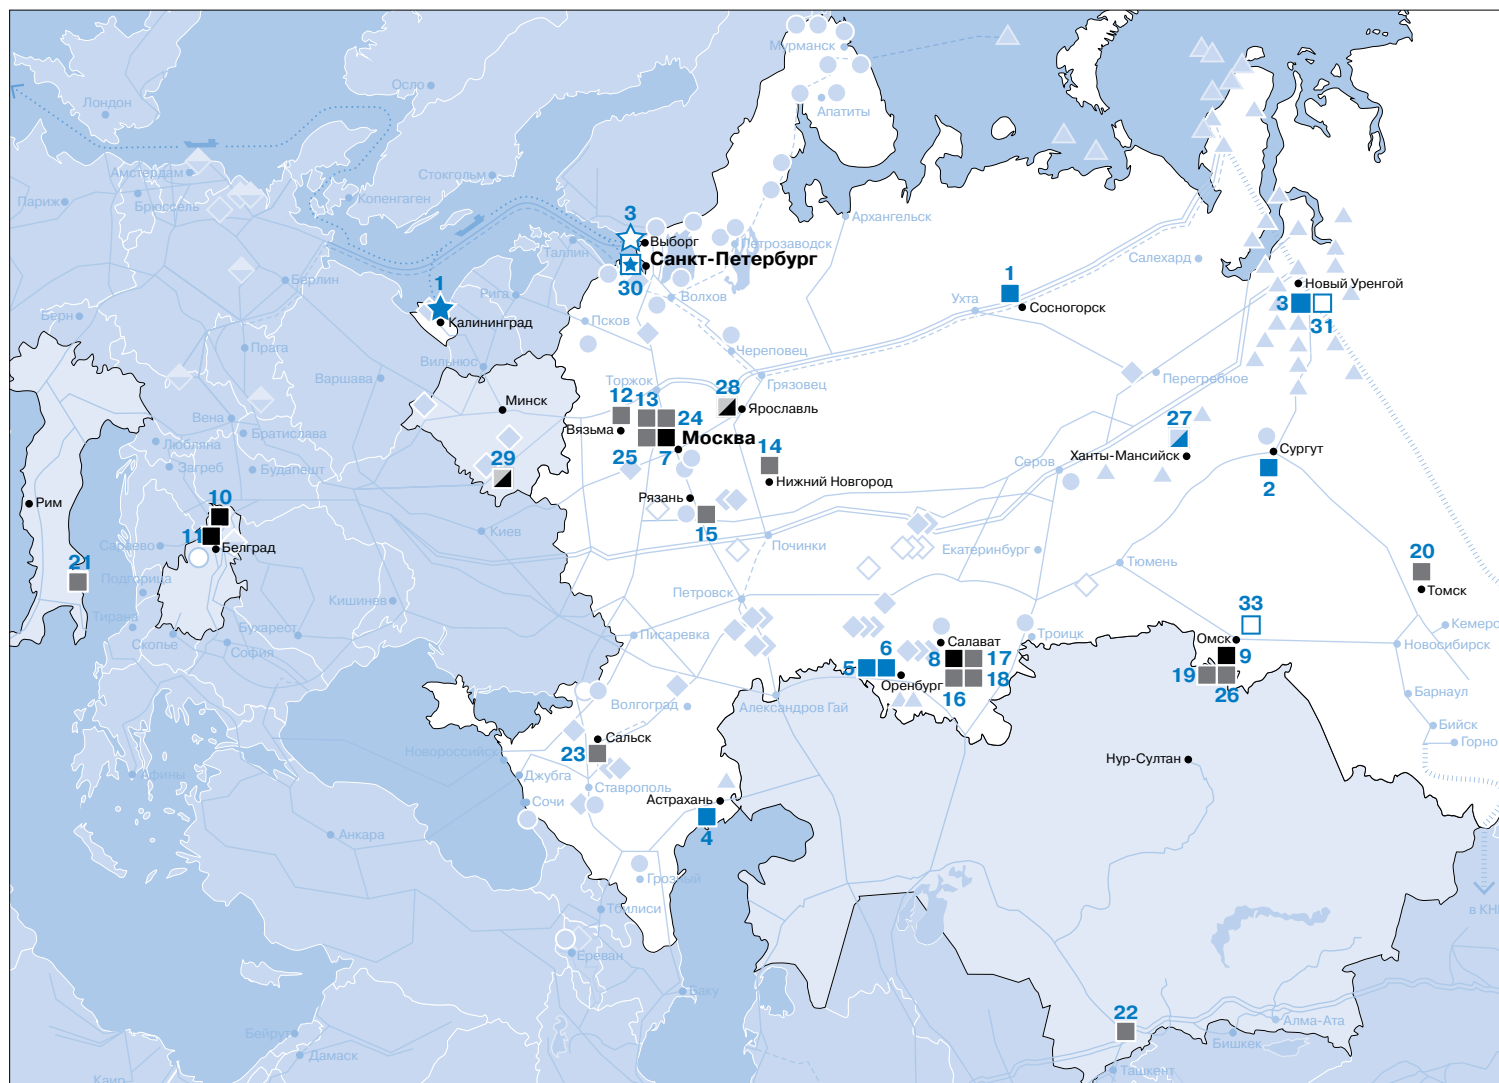 Мурманск
Осло
Лондон
Апатиты
Амстердам
Стокгольм
Париж
Брюссель
Копенгаген
3
Архангельск
Выборг
Таллин
Петрозаводск
Санкт-Петербург
Салехард
30
1
1
Берлин
Рига
Волхов
Ухта
Сосногорск
Новый Уренгой
3
31
Берн
Калининград
Псков
Прага
Вильнюс
Череповец
Варшава
Торжок
Грязовец
Перегребное
28
12
13
24
Минск
Ярославль
Вена
27
Вязьма
Москва
Братислава
Любляна
25
7
14
29
Ханты-Мансийск
Сургут
Загреб
Будапешт
Серов
Нижний Новгород
2
10
Рим
Рязань
15
11
Киев
Починки
Сараево
Белград
Екатеринбург
21
Тюмень
20
Подгорица
Томск
Кишинев
Петровск
33
Тирана
Кемеро
Скопье
Бухарест
Писаревка
Троицк
Омск
София
6
Салават
Новосибирск
5
8
17
9
Оренбург
19
16
18
26
Барнаул
Волгоград
Александров Гай
Бийск
Сальск
Горно
Новороссийск
23
Нур-Султан
Афины
Джубга
Ставрополь
Сочи
Астрахань
Анкара
4
Грозный
Тбилиси
в КНР
Ереван
Баку
22
Бейрут
Алма-Ата
Бишкек
Дамаск
Ташкент
Каир